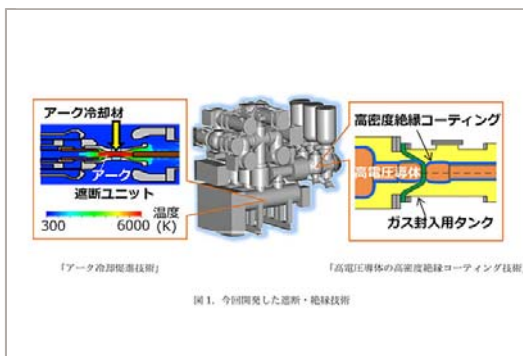 アーク冷却材
アーク
遮断ユニット
300
6000
温度
(K)
高密度絶縁コーティング
高電圧導体
ガス封入用タンク
「アーク冷却促進技術」
「高電圧導体の高密度絶縁コーティング技術」
図1. 今回開発した遮断・絶縁技術